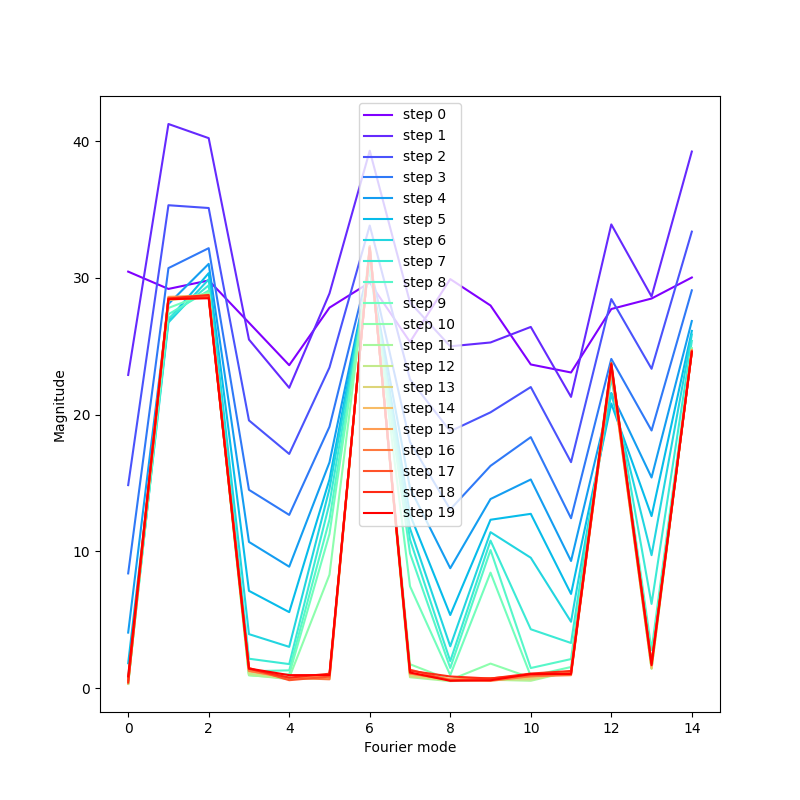 step 0
step 1
step 2
step 3
step 4
step 5
step 6
step 7
step 8
step 9
step 10
step 11
step 12
step 13
step 14
step 15
step 16
step 17
step 18
step 19
40
30
20
10
0
Magnitude
0 2 4 6 8 10 12 14
Fourier mode